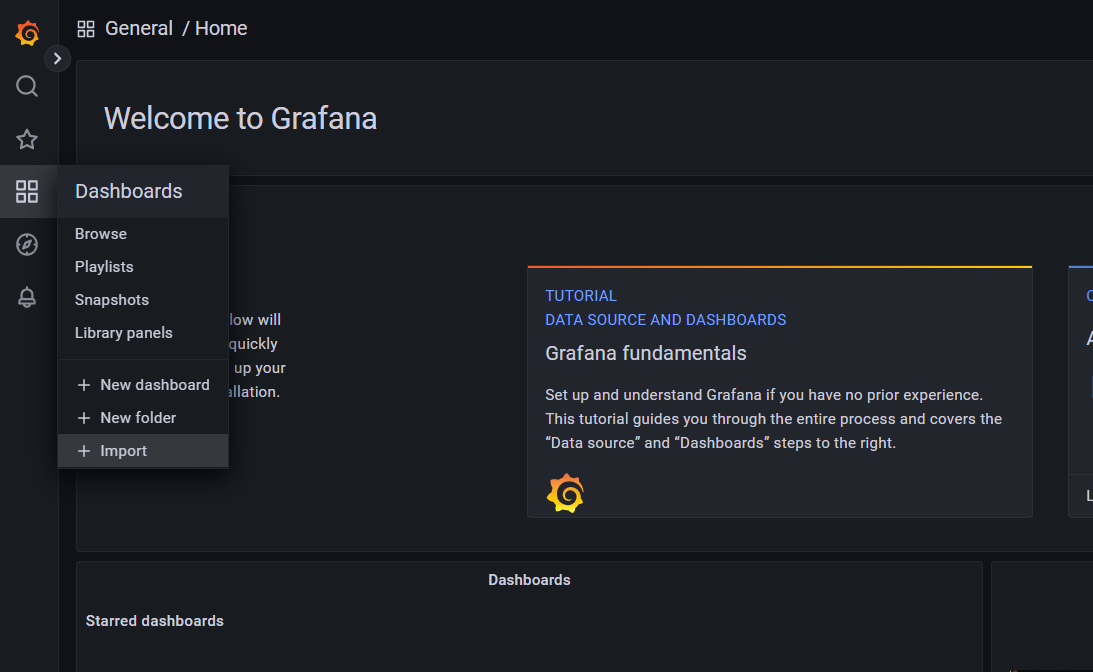 General / Home
Welcome to Grafana
Dashboards
Browse
Playlists
Snapshots
Library panels
New dashboard
New folder
Import
low will
quickly
up your
allation.
TUTORIAL
DATA SOURCE AND DASHBOARDS
Grafana fundamentals
Set up and understand Grafana if you have no prior experience.
This tutorial guides you through the entire process and covers the
“Data source” and “Dashboards” steps to the right.
Dashboards
Starred dashboards